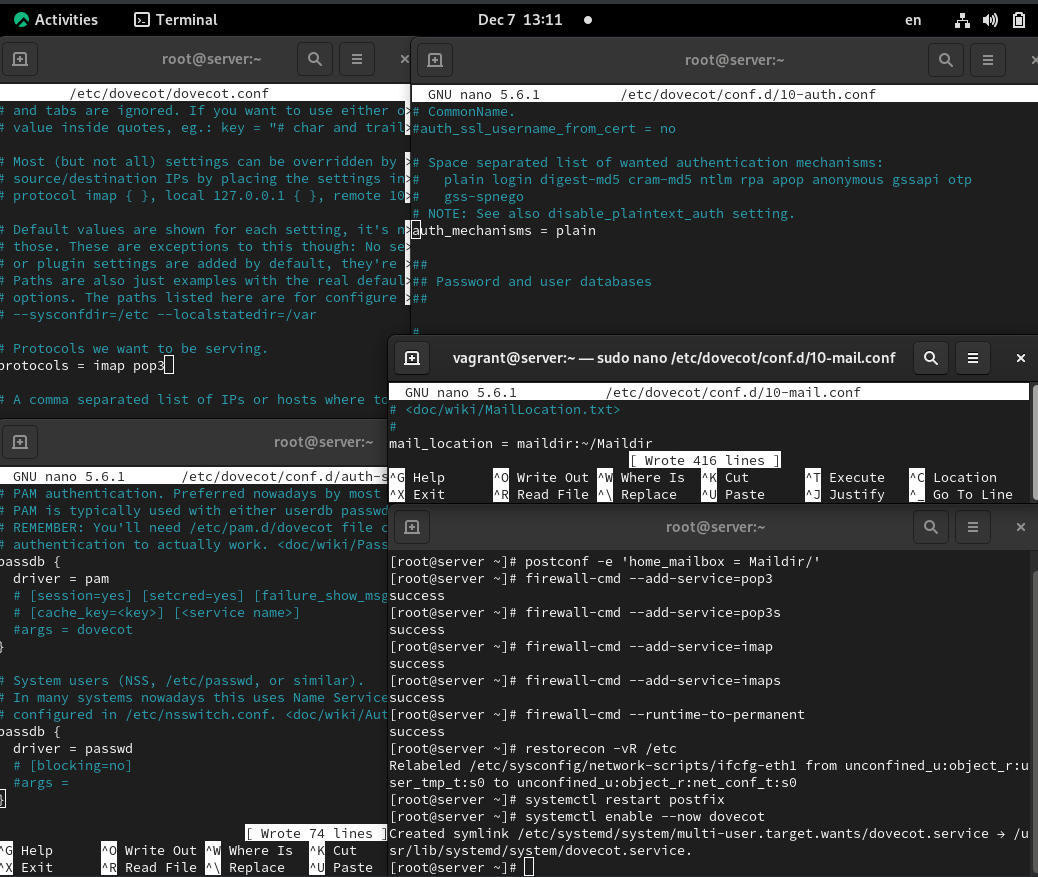 Activities
Terminal
Dec 7 13:11
en
root@server:~
/etc/dovecot/dovecot.conf
# and tabs are ignored. If you want to use either o>
# value inside quotes, eg.: key = "# char and trail>
# Most (but not all) settings can be overridden by >
# source/destination IPs by placing the settings in>
# protocol imap { }, local 127.0.0.1 { }, remote 10>
# Default values are shown for each setting, it's n>
# those. These are exceptions to this though: No se>
# or plugin settings are added by default, they're >
# Paths are also just examples with the real defaul>
# options. The paths listed here are for configure >
# --sysconfdir=/etc --localstatedir=/var
# Protocols we want to be serving.
protocols = imap pop3
# A comma separated list of IPs or hosts where to
root@server:~
GNU nano 5.6.1 /etc/dovecot/conf.d/10-auth.conf
# CommonName.
#auth_ssl_username_from_cert = no
# Space separated list of wanted authentication mechanisms:
#   plain login digest-md5 cram-md5 ntlm rpa apop anonymous gssapi otp
#   gss-spnego
# NOTE: See also disable_plaintext_auth setting.
auth_mechanisms = plain
##
## Password and user databases
##
#
vagrant@server:~ — sudo nano /etc/dovecot/conf.d/10-mail.conf
GNU nano 5.6.1 /etc/dovecot/conf.d/10-mail.conf
# <doc/wiki/MailLocation.txt>
#
mail_location = maildir:~/Maildir
[ Wrote 416 lines ]
^G Help ^O Write Out ^W Where Is ^K Cut ^T Execute ^C Location
^X Exit ^R Read File ^\ Replace ^U Paste ^J Justify ^_ Go To Line
root@server:~
GNU nano 5.6.1 /etc/dovecot/conf.d/auth-s
# PAM authentication. Preferred nowadays by most
# PAM is typically used with either userdb passwd
# REMEMBER: You'll need /etc/pam.d/dovecot file c
# authentication to actually work. <doc/wiki/Pass
passdb {
  driver = pam
  # [session=yes] [setcred=yes] [failure_show_msg
  # [cache_key=<key>] [<service name>]
  #args = dovecot
}
# System users (NSS, /etc/passwd, or similar).
# In many systems nowadays this uses Name Service
# configured in /etc/nsswitch.conf. <doc/wiki/Aut
passdb {
  driver = passwd
  # [blocking=no]
  #args =
}
[ Wrote 74 lines ]
^G Help ^O Write Out ^W Where Is ^K Cut
^X Exit ^R Read File ^\ Replace ^U Paste
root@server:~
[root@server ~]# postconf -e 'home_mailbox = Maildir/'
[root@server ~]# firewall-cmd --add-service=pop3
success
[root@server ~]# firewall-cmd --add-service=pop3s
success
[root@server ~]# firewall-cmd --add-service=imap
success
[root@server ~]# firewall-cmd --add-service=imaps
success
[root@server ~]# firewall-cmd --runtime-to-permanent
success
[root@server ~]# restorecon -vR /etc
Relabeled /etc/sysconfig/network-scripts/ifcfg-eth1 from unconfined_u:object_r:u
ser_tmp_t:s0 to unconfined_u:object_r:net_conf_t:s0
[root@server ~]# systemctl restart postfix
[root@server ~]# systemctl enable --now dovecot
Created symlink /etc/systemd/system/multi-user.target.wants/dovecot.service → /u
sr/lib/systemd/system/dovecot.service.
[root@server ~]#